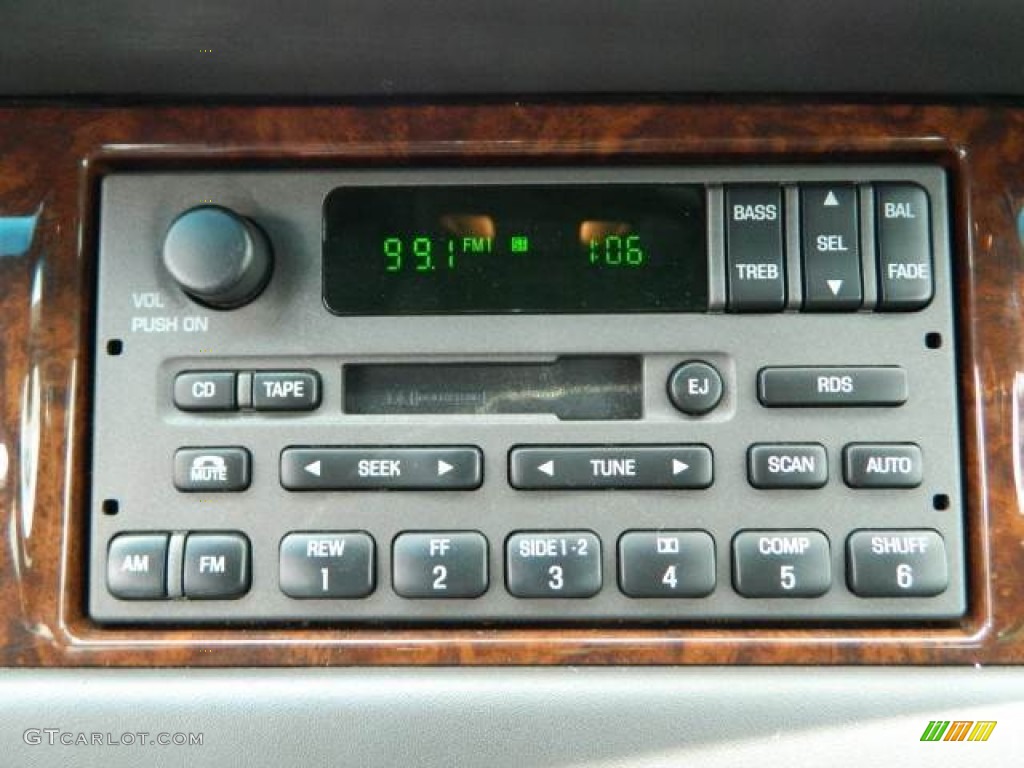 99.1 FM1 1:06
BASS
TREB
▲
SEL
▼
BAL
FADE
VOL
PUSH ON
CD TAPE EJ RDS
MUTE ◀ SEEK ▶ ◀ TUNE ▶ SCAN AUTO
AM FM
REW
1
FF
2
SIDE 1-2
3
4
COMP
5
SHUFF
6
GTCARLOT.COM